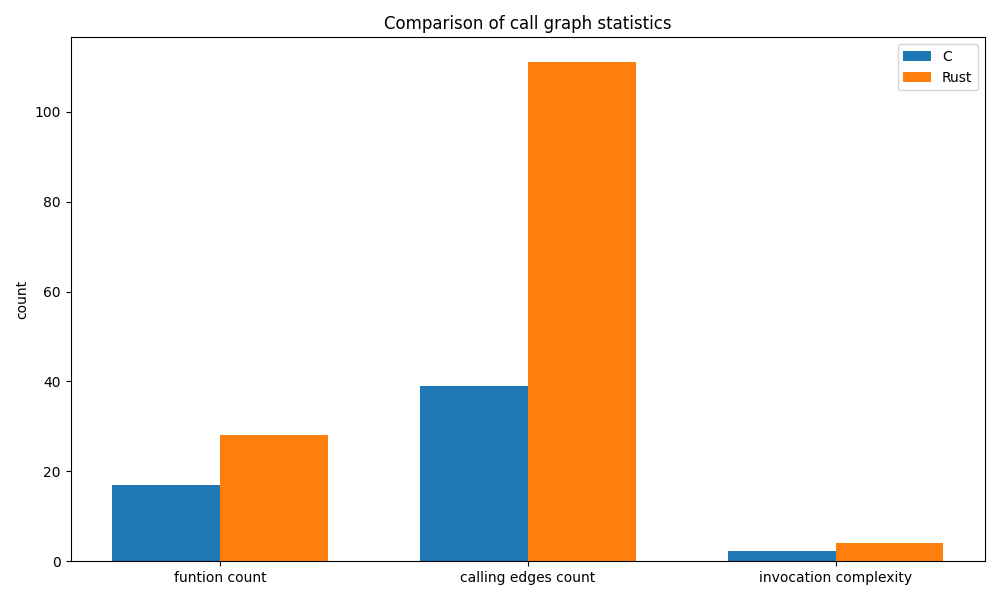 Comparison of call graph statistics
C
Rust
count
100
80
60
40
20
0
funtion count
calling edges count
invocation complexity